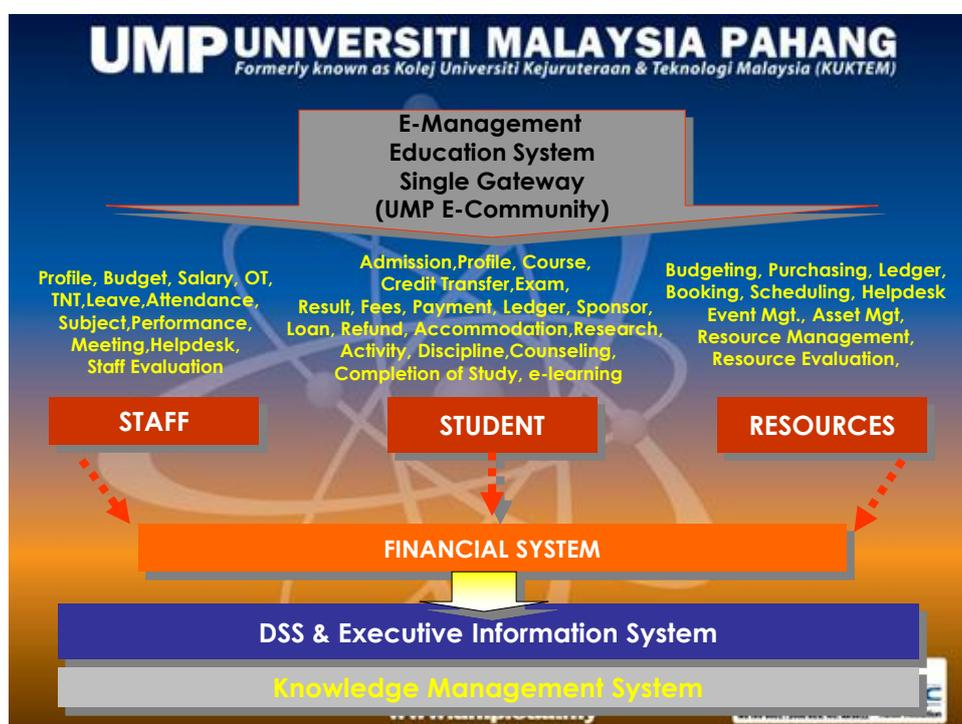 UMP UNIVERSITI MALAYSIA PAHANG
Formerly known as Kolej Universiti Kejuruteraan & Teknologi Malaysia (KUKTEM)
E-Management
Education System
Single Gateway
(UMP E-Community)
Profile, Budget, Salary, OT,
TNT,Leave,Attendance,
Subject,Performance,
Meeting,Helpdesk,
Staff Evaluation
Admission,Profile, Course,
Credit Transfer,Exam,
Result, Fees, Payment, Ledger, Sponsor,
Loan, Refund, Accommodation,Research,
Activity, Discipline,Counseling,
Completion of Study, e-learning
Budgeting, Purchasing, Ledger,
Booking, Scheduling, Helpdesk
Event Mgt., Asset Mgt,
Resource Management,
Resource Evaluation,
STAFF
STUDENT
RESOURCES
FINANCIAL SYSTEM
DSS & Executive Information System
Knowledge Management System